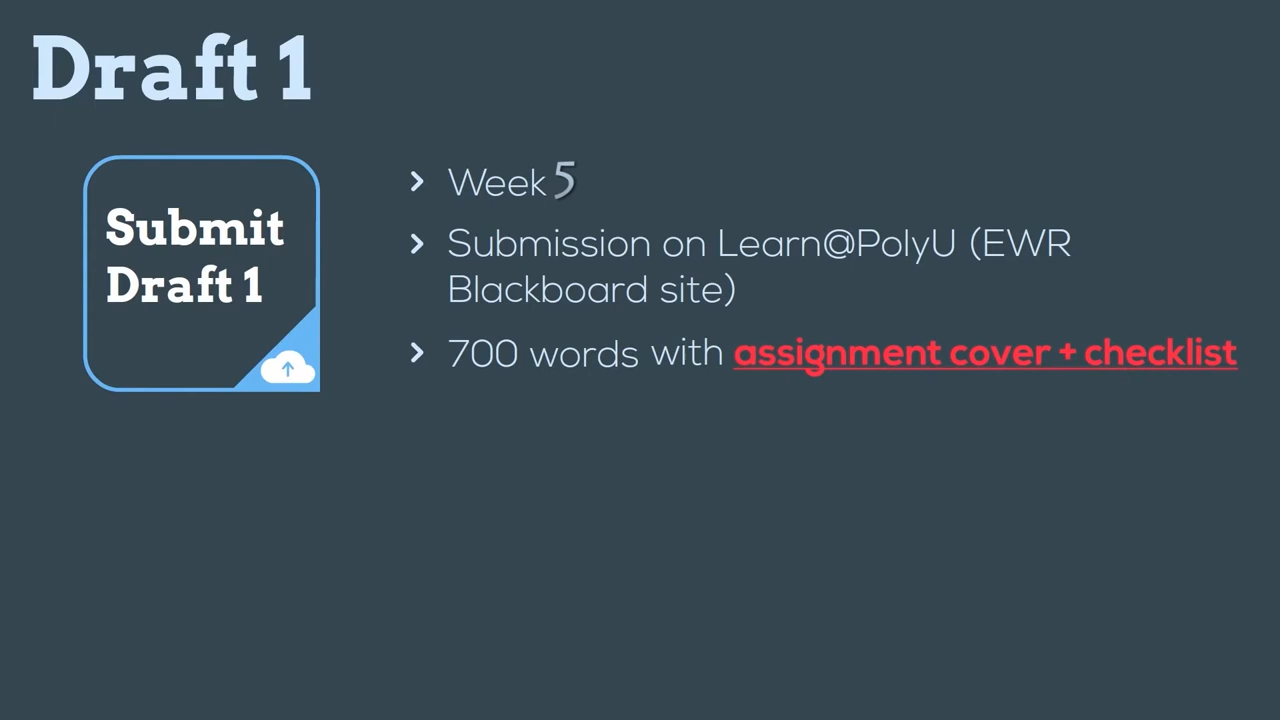 Draft 1
Submit
Draft 1
Week 5
Submission on Learn@PolyU (EWR
Blackboard site)
700 words with assignment cover + checklist